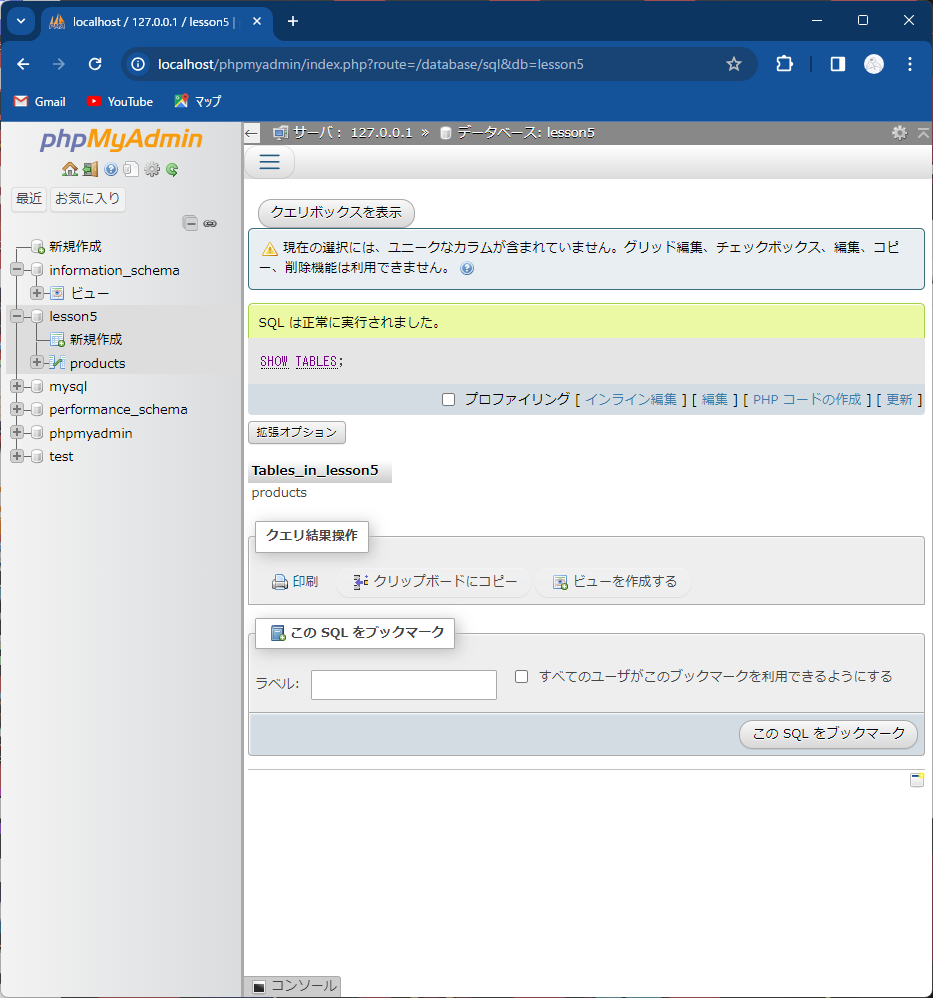 localhost / 127.0.0.1 / lesson5 |
localhost/phpmyadmin/index.php?route=/database/sql&db=lesson5
Gmail YouTube マップ
phpMyAdmin
最近 お気に入り
新規作成
information_schema
ビュー
lesson5
新規作成
products
mysql
performance_schema
phpmyadmin
test
サーバ: 127.0.0.1 » データベース: lesson5
クエリボックスを表示
現在の選択には、ユニークなカラムが含まれていません。グリッド編集、チェックボックス、編集、コピ
ー、削除機能は利用できません。
SQL は正常に実行されました。
SHOW TABLES;
プロファイリング [ インライン編集 ] [ 編集 ] [ PHP コードの作成 ] [ 更新 ]
拡張オプション
Tables_in_lesson5
products
クエリ結果操作
印刷 クリップボードにコピー ビューを作成する
この SQL をブックマーク
ラベル: すべてのユーザがこのブックマークを利用できるようにする
この SQL をブックマーク
コンソール